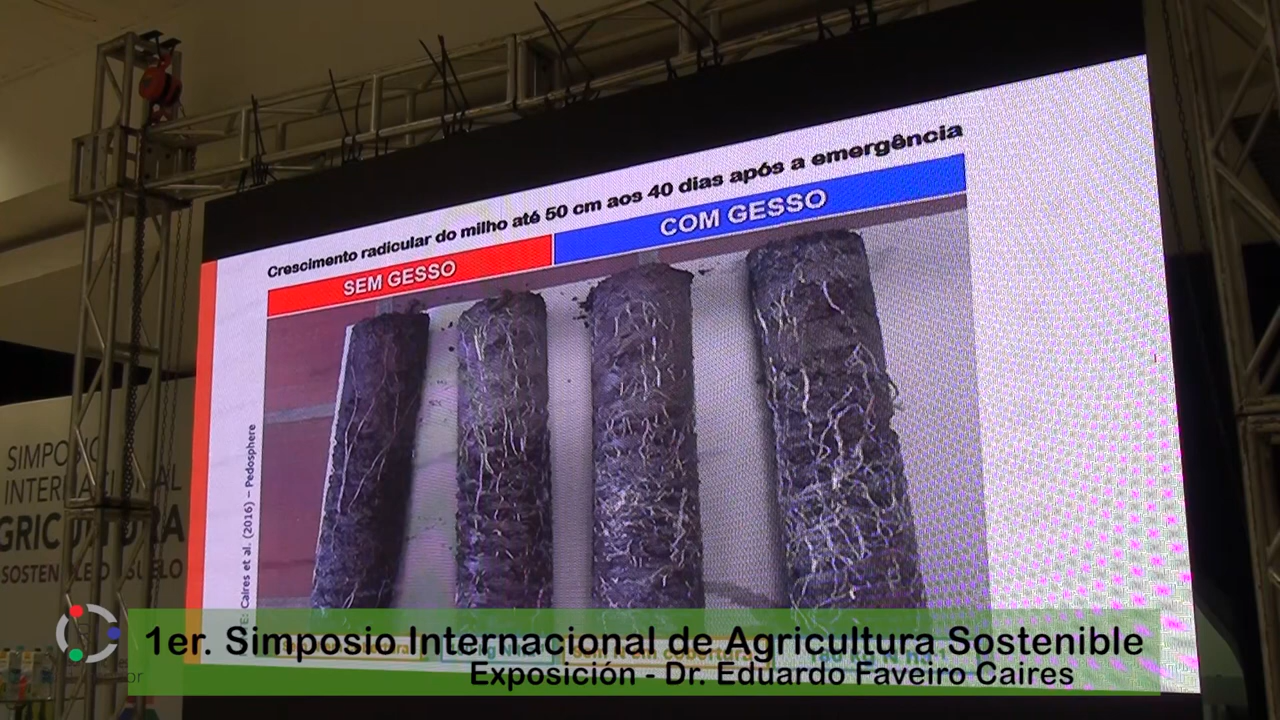 Crescimento radicular do milho até 50 cm aos 40 dias após a emergência
SEM GESSO
COM GESSO
Caires et al. (2016) – Pedosphere
SIMPOSIO
INTERNACIONAL
AGRICULTURA
SOSTENIBLE
SUELO
1er. Simposio Internacional de Agricultura Sostenible
Exposición - Dr. Eduardo Faveiro Caires